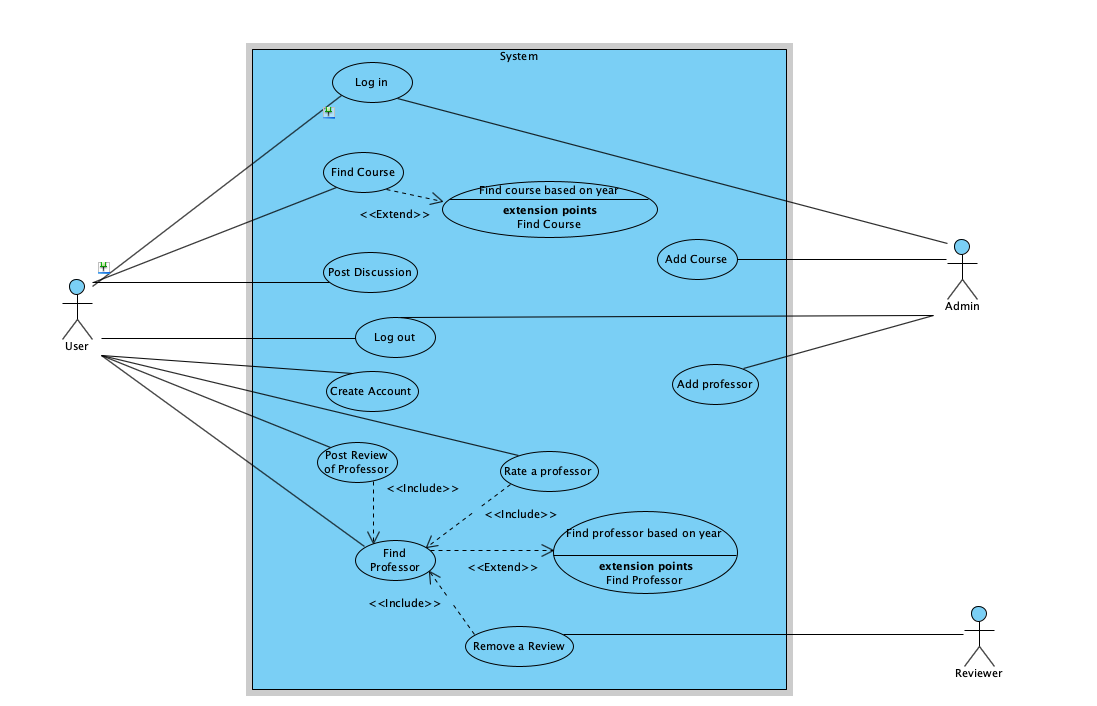 System
Log in
Find Course
<<Extend>>
Find course based on year
extension points
Find Course
Add Course
Post Discussion
Admin
User
Log out
Add professor
Create Account
Post Review
of Professor
<<Include>>
Rate a professor
<<Include>>
Find professor based on year
extension points
Find Professor
Find
Professor
<<Extend>>
<<Include>>
Remove a Review
Reviewer